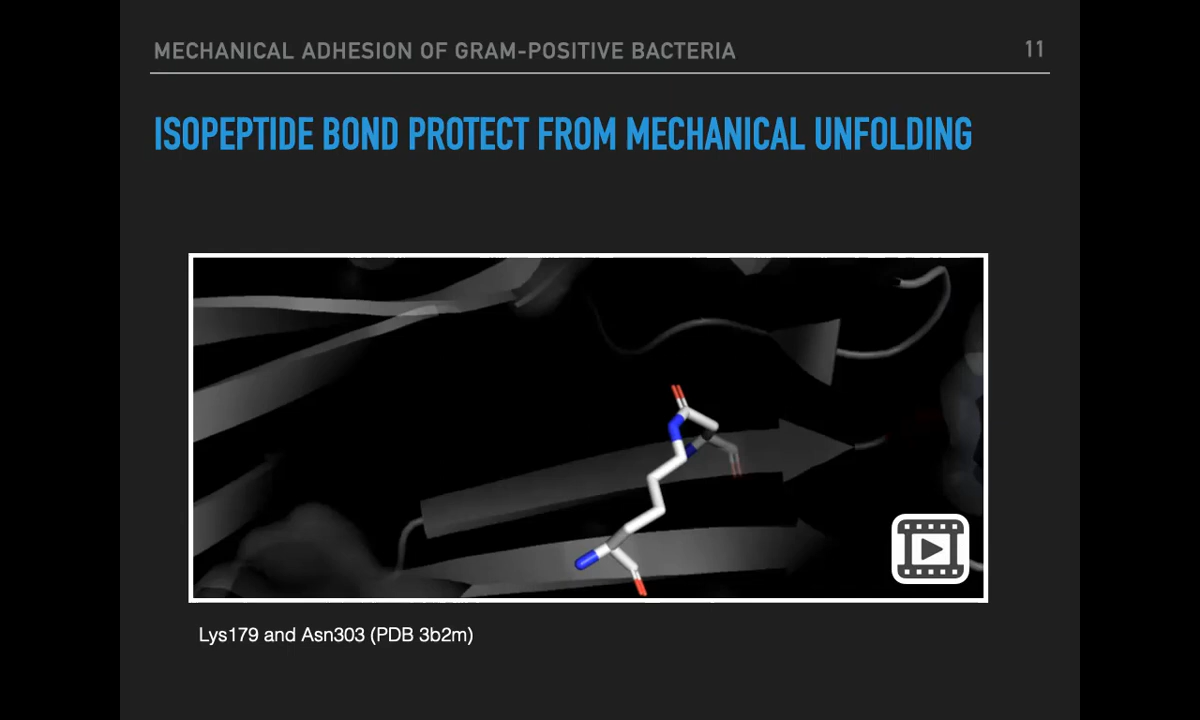 MECHANICAL ADHESION OF GRAM-POSITIVE BACTERIA 11
ISOPEPTIDE BOND PROTECT FROM MECHANICAL UNFOLDING
Lys179 and Asn303 (PDB 3b2m)